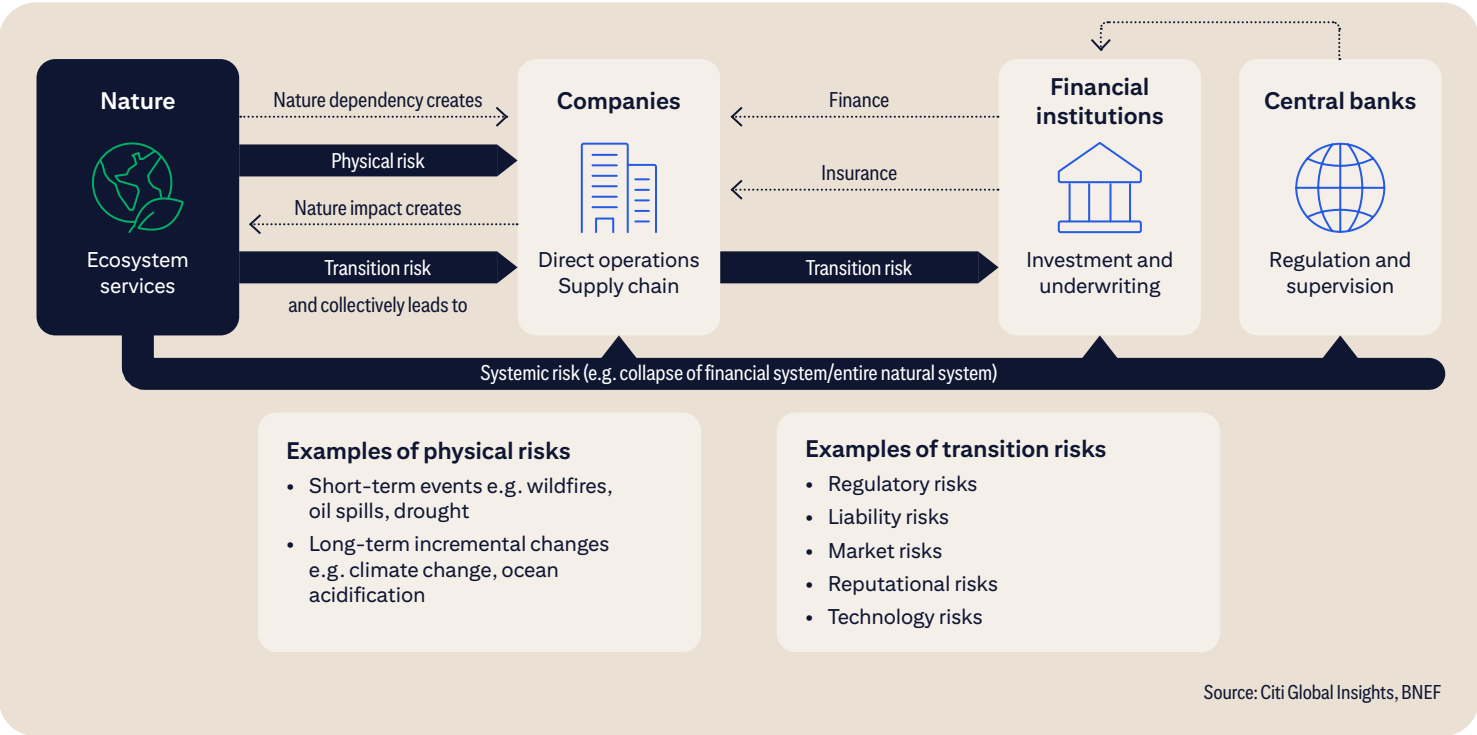 Nature
Ecosystem
services
Nature dependency creates
Physical risk
Nature impact creates
Transition risk
and collectively leads to
Companies
Direct operations
Supply chain
Finance
Insurance
Transition risk
Financial
institutions
Investment and
underwriting
Central banks
Regulation and
supervision
Systemic risk (e.g. collapse of financial system/entire natural system)
Examples of physical risks
• Short-term events e.g. wildfires,
oil spills, drought
• Long-term incremental changes
e.g. climate change, ocean
acidification
Examples of transition risks
• Regulatory risks
• Liability risks
• Market risks
• Reputational risks
• Technology risks
Source: Citi Global Insights, BNEF